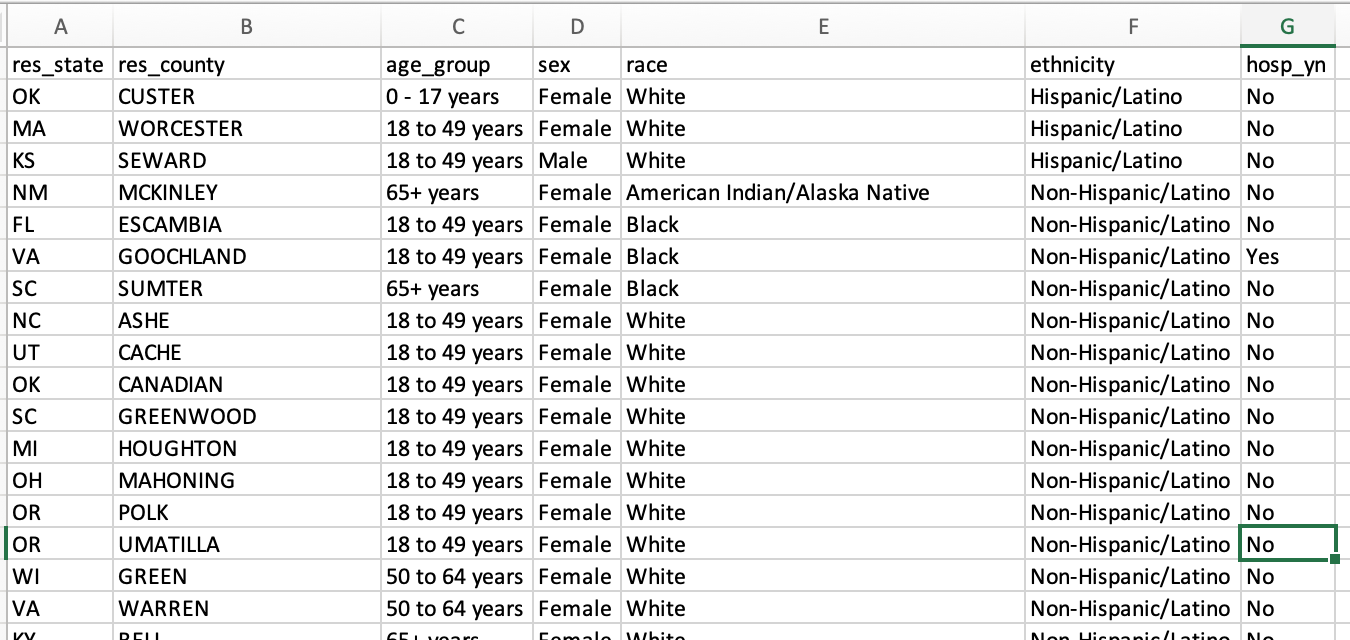 A B C D E F G
res_state res_county age_group sex race ethnicity hosp_yn
OK CUSTER 0 - 17 years Female White Hispanic/Latino No
MA WORCESTER 18 to 49 years Female White Hispanic/Latino No
KS SEWARD 18 to 49 years Male White Hispanic/Latino No
NM MCKINLEY 65+ years Female American Indian/Alaska Native Non-Hispanic/Latino No
FL ESCAMBIA 18 to 49 years Female Black Non-Hispanic/Latino No
VA GOOCHLAND 18 to 49 years Female Black Non-Hispanic/Latino Yes
SC SUMTER 65+ years Female Black Non-Hispanic/Latino No
NC ASHE 18 to 49 years Female White Non-Hispanic/Latino No
UT CACHE 18 to 49 years Female White Non-Hispanic/Latino No
OK CANADIAN 18 to 49 years Female White Non-Hispanic/Latino No
SC GREENWOOD 18 to 49 years Female White Non-Hispanic/Latino No
MI HOUGHTON 18 to 49 years Female White Non-Hispanic/Latino No
OH MAHONING 18 to 49 years Female White Non-Hispanic/Latino No
OR POLK 18 to 49 years Female White Non-Hispanic/Latino No
OR UMATILLA 18 to 49 years Female White Non-Hispanic/Latino No
WI GREEN 50 to 64 years Female White Non-Hispanic/Latino No
VA WARREN 50 to 64 years Female White Non-Hispanic/Latino No
KY BELL 65+ years Female White Non-Hispanic/Latino No